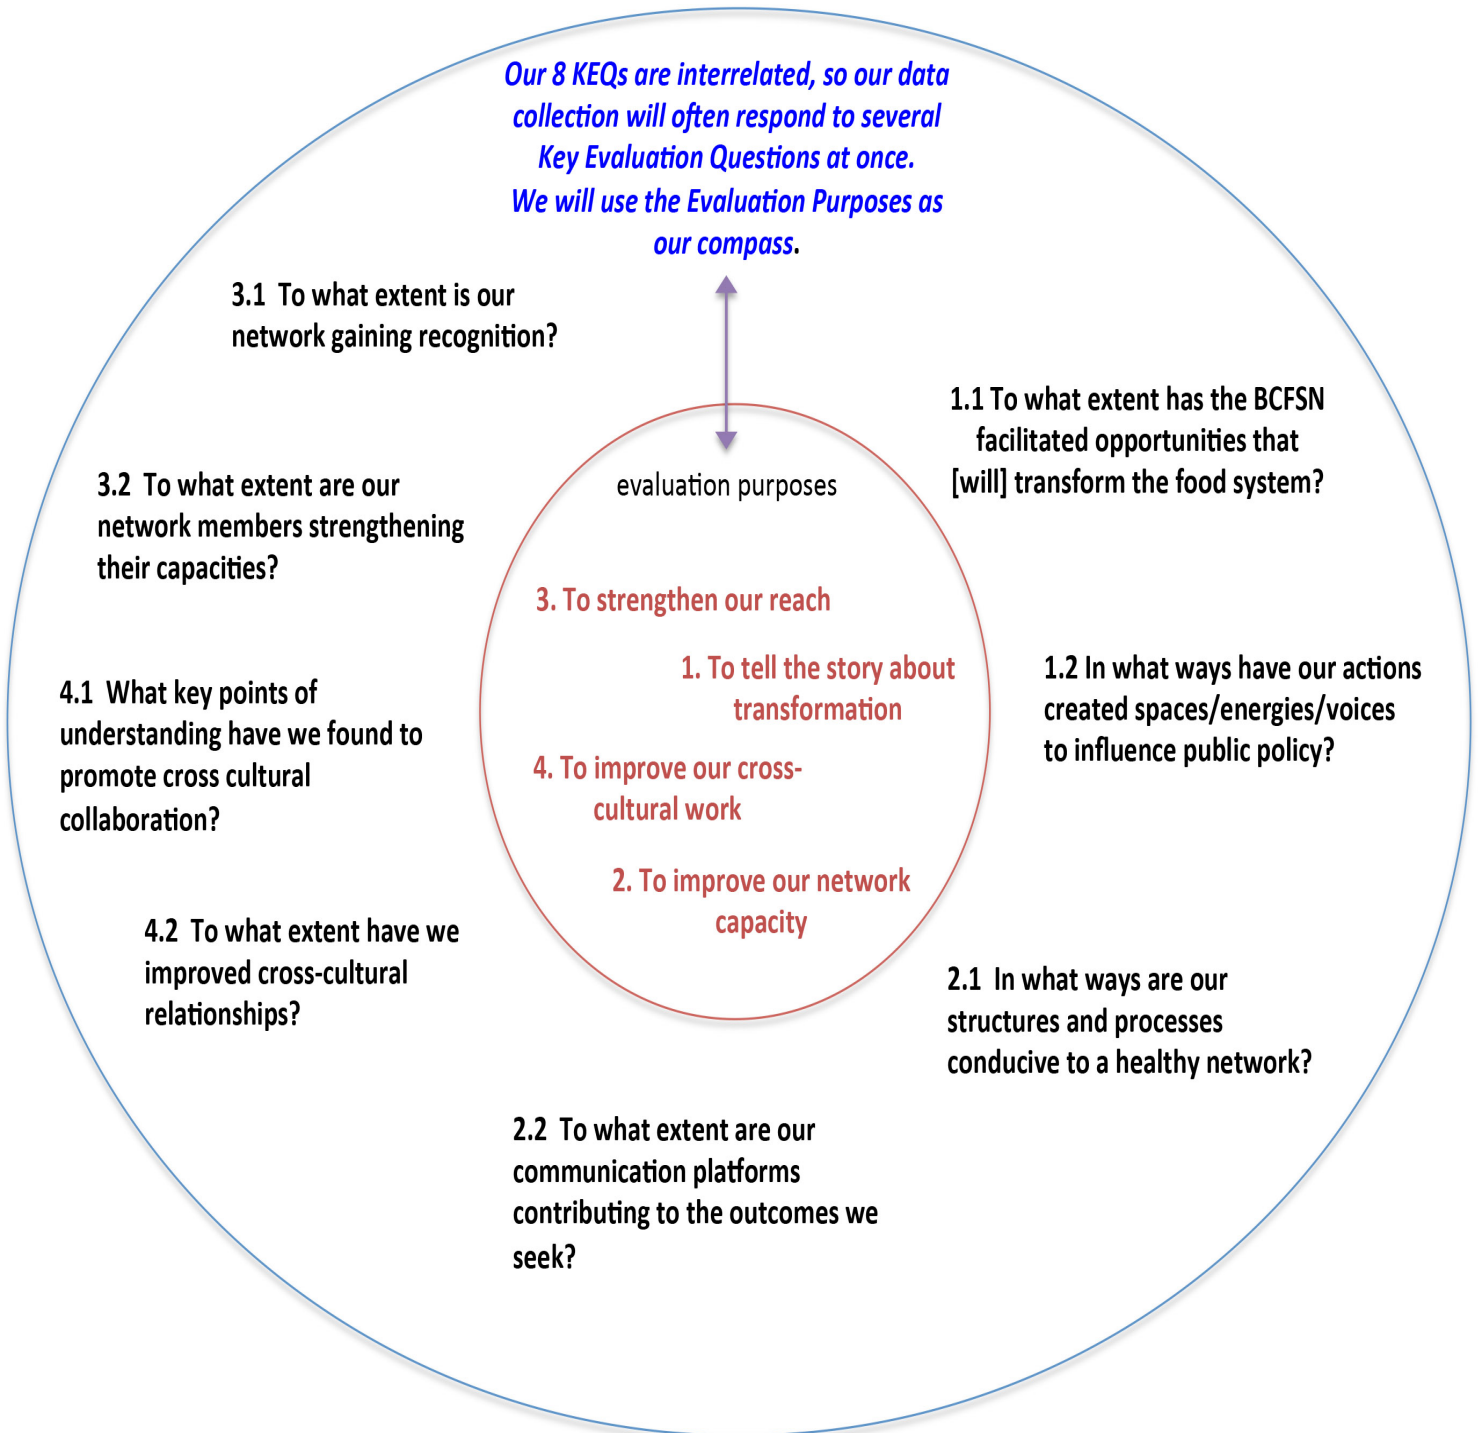 Our 8 KEQs are interrelated, so our data
collection will often respond to several
Key Evaluation Questions at once.
We will use the Evaluation Purposes as
our compass.
3.1 To what extent is our
network gaining recognition?
1.1 To what extent has the BCFSN
facilitated opportunities that
[will] transform the food system?
3.2 To what extent are our
network members strengthening
their capacities?
evaluation purposes
3. To strengthen our reach
1. To tell the story about
transformation
4. To improve our cross-
cultural work
2. To improve our network
capacity
4.1 What key points of
understanding have we found to
promote cross cultural
collaboration?
1.2 In what ways have our actions
created spaces/energies/voices
to influence public policy?
4.2 To what extent have we
improved cross-cultural
relationships?
2.1 In what ways are our
structures and processes
conducive to a healthy network?
2.2 To what extent are our
communication platforms
contributing to the outcomes we
seek?